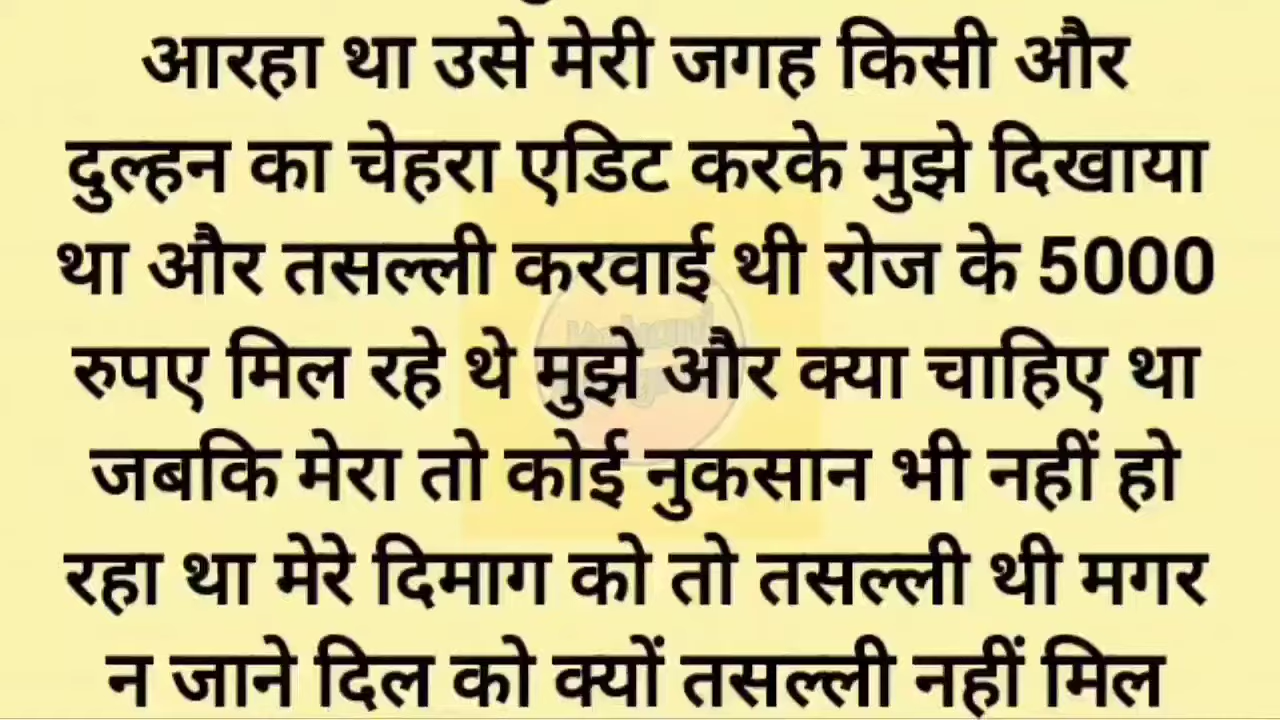 आरहा था उसे मेरी जगह किसी और
दुल्हन का चेहरा एडिट करके मुझे दिखाया
था और तसल्ली करवाई थी रोज के 5000
रुपए मिल रहे थे मुझे और क्या चाहिए था
जबकि मेरा तो कोई नुकसान भी नहीं हो
रहा था मेरे दिमाग को तो तसल्ली थी मगर
न जाने दिल को क्यों तसल्ली नहीं मिल